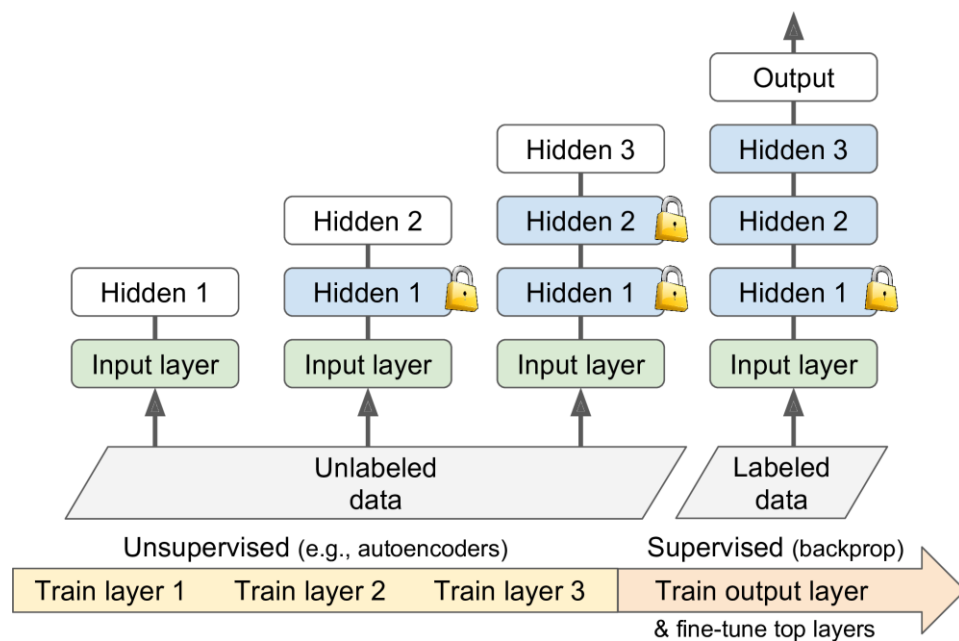 Output
Hidden 3
Hidden 3
Hidden 2
Hidden 2
Hidden 2
Hidden 1
Hidden 1
Hidden 1
Hidden 1
Input layer
Input layer
Input layer
Input layer
Unlabeled
data
Labeled
data
Unsupervised (e.g., autoencoders)
Supervised (backprop)
Train layer 1
Train layer 2
Train layer 3
Train output layer
& fine-tune top layers